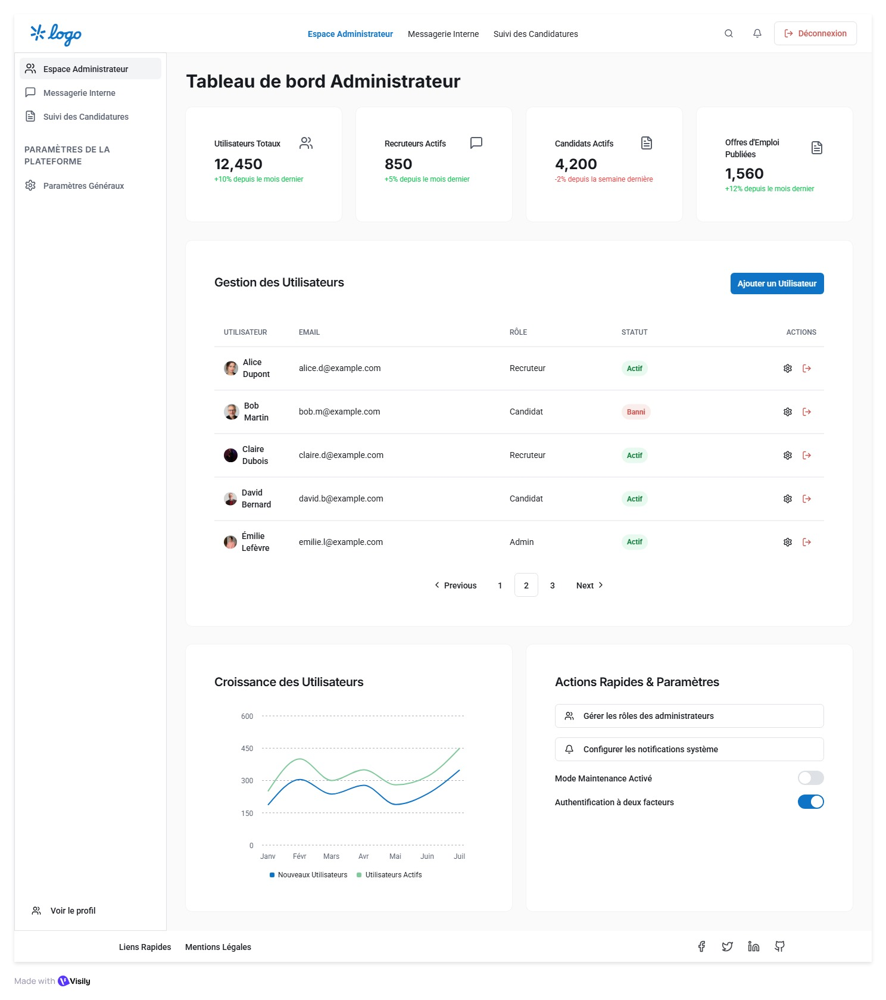 logo
Espace Administrateur
Messagerie Interne
Suivi des Candidatures
Déconnexion
Espace Administrateur
Messagerie Interne
Suivi des Candidatures
PARAMÈTRES DE LA
PLATEFORME
Paramètres Généraux
Voir le profil
Tableau de bord Administrateur
Utilisateurs Totaux
12,450
+10% depuis le mois dernier
Recruteurs Actifs
850
+5% depuis le mois dernier
Candidats Actifs
4,200
-2% depuis la semaine dernière
Offres d'Emploi
Publiées
1,560
+12% depuis le mois dernier
Gestion des Utilisateurs
Ajouter un Utilisateur
UTILISATEUR EMAIL RÔLE STATUT ACTIONS
Alice
Dupont
alice.d@example.com Recruteur Actif
Bob
Martin
bob.m@example.com Candidat Banni
Claire
Dubois
claire.d@example.com Recruteur Actif
David
Bernard
david.b@example.com Candidat Actif
Émilie
Lefèvre
emilie.l@example.com Admin Actif
Previous 1 2 3 Next
Croissance des Utilisateurs
600
450
300
150
0
Janv Févr Mars Avr Mai Juin Juil
Nouveaux Utilisateurs Utilisateurs Actifs
Actions Rapides & Paramètres
Gérer les rôles des administrateurs
Configurer les notifications système
Mode Maintenance Activé
Authentification à deux facteurs
Liens Rapides Mentions Légales
Made with Visily